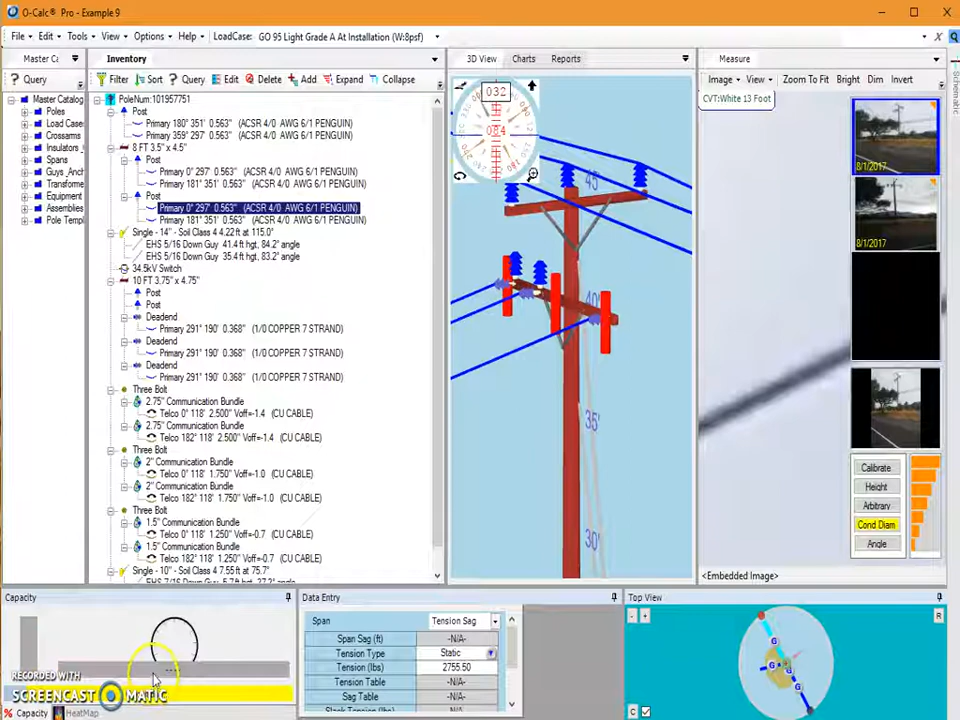 O-Calc® Pro - Example 9
File Edit Tools View Options Help LoadCase: GO 95 Light Grade A At Installation (W:8psf)
Master Ca
Query
Master Catalog
Poles
Load Case
Crossarms
Insulators
Spans
Guys_Anch
Transforme
Equipment
Assemblies
Pole Temp
Inventory
Filter Sort Query Edit Delete Add Expand Collapse
PoleNum:101957751
Post
Primary 180° 351' 0.563" (ACSR 4/0 AWG 6/1 PENGUIN)
Primary 359° 297' 0.563" (ACSR 4/0 AWG 6/1 PENGUIN)
8 FT 3.5" x 4.5"
Post
Primary 0° 297' 0.563" (ACSR 4/0 AWG 6/1 PENGUIN)
Primary 181° 351' 0.563" (ACSR 4/0 AWG 6/1 PENGUIN)
Post
Primary 0° 297' 0.563" (ACSR 4/0 AWG 6/1 PENGUIN)
Primary 181° 351' 0.563" (ACSR 4/0 AWG 6/1 PENGUIN)
Single - 14" - Soil Class 4 4.22ft at 115.0°
EHS 5/16 Down Guy 41.4 ft hgt, 84.2° angle
EHS 5/16 Down Guy 35.4 ft hgt, 83.2° angle
34.5kV Switch
10 FT 3.75" x 4.75"
Post
Post
Deadend
Primary 291° 190' 0.368" (1/0 COPPER 7 STRAND)
Deadend
Primary 291° 190' 0.368" (1/0 COPPER 7 STRAND)
Deadend
Primary 291° 190' 0.368" (1/0 COPPER 7 STRAND)
Three Bolt
2.75" Communication Bundle
Telco 0° 118' 2.500" Voff=-1.4 (CU CABLE)
2.75" Communication Bundle
Telco 182° 118' 2.500" Voff=-1.4 (CU CABLE)
Three Bolt
2" Communication Bundle
Telco 0° 118' 1.750" Voff=-1.0 (CU CABLE)
2" Communication Bundle
Telco 182° 118' 1.750" Voff=-1.0 (CU CABLE)
Three Bolt
1.5" Communication Bundle
Telco 0° 118' 1.250" Voff=-0.7 (CU CABLE)
1.5" Communication Bundle
Telco 182° 118' 1.250" Voff=-0.7 (CU CABLE)
Single - 10" - Soil Class 4 7.55 ft at 75.7°
EHS 7/16 Down Guy 5.7 ft hgt, 27.2° angle
3D View Charts Reports
032
084
45'
40'
35'
30'
Measure
Image View Zoom To Fit Bright Dim Invert
CVT:White 13 Foot
8/1/2017
8/1/2017
Calibrate
Height
Arbitrary
Cond Diam
Angle
<Embedded Image>
Schematic
Capacity
RECORDED WITH
SCREENCAST MATIC
Capacity HeatMap
Data Entry
Span Tension Sag
Span Sag (ft) -N/A-
Tension Type Static
Tension (lbs) 2755.50
Tension Table -N/A-
Sag Table -N/A-
Slack Tension (lbs) -N/A-
Top View
- +
R
G
G
G
G
C